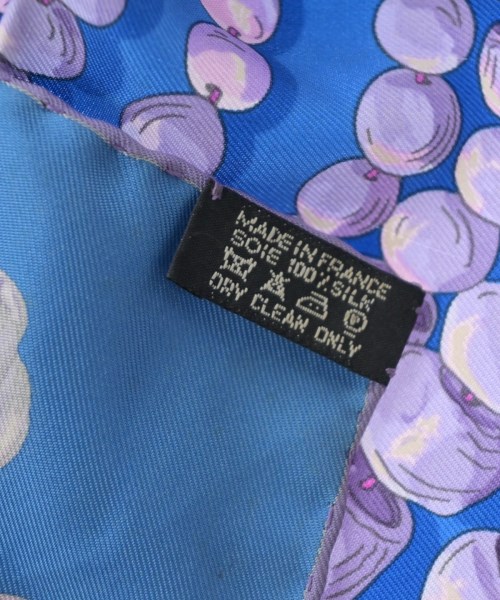 MADE IN FRANCE
SOIE 100% SILK
P
DRY CLEAN ONLY